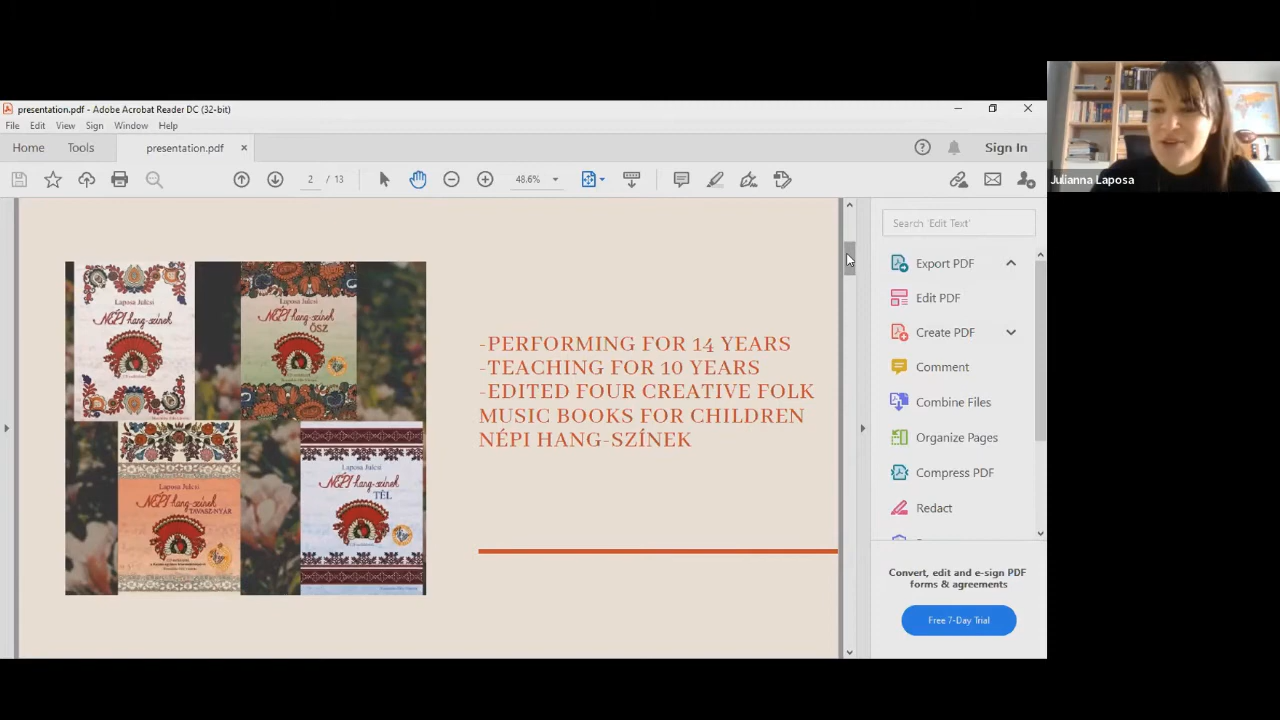 presentation.pdf - Adobe Acrobat Reader DC (32-bit)
File Edit View Sign Window Help
Home Tools presentation.pdf × Sign In
2 / 13 48.6%
Julianna Laposa
Laposa Julcsi
NÉPI hang-színek
Laposa Julcsi
NÉPI hang-színek
ŐSZ
Laposa Julcsi
NÉPI hang-színek
TAVASZ-NYÁR
Laposa Julcsi
NÉPI hang-színek
TÉL
-PERFORMING FOR 14 YEARS
-TEACHING FOR 10 YEARS
-EDITED FOUR CREATIVE FOLK
MUSIC BOOKS FOR CHILDREN
NÉPI HANG-SZÍNEK
Search 'Edit Text'
Export PDF
Edit PDF
Create PDF
Comment
Combine Files
Organize Pages
Compress PDF
Redact
Convert, edit and e-sign PDF
forms & agreements
Free 7-Day Trial